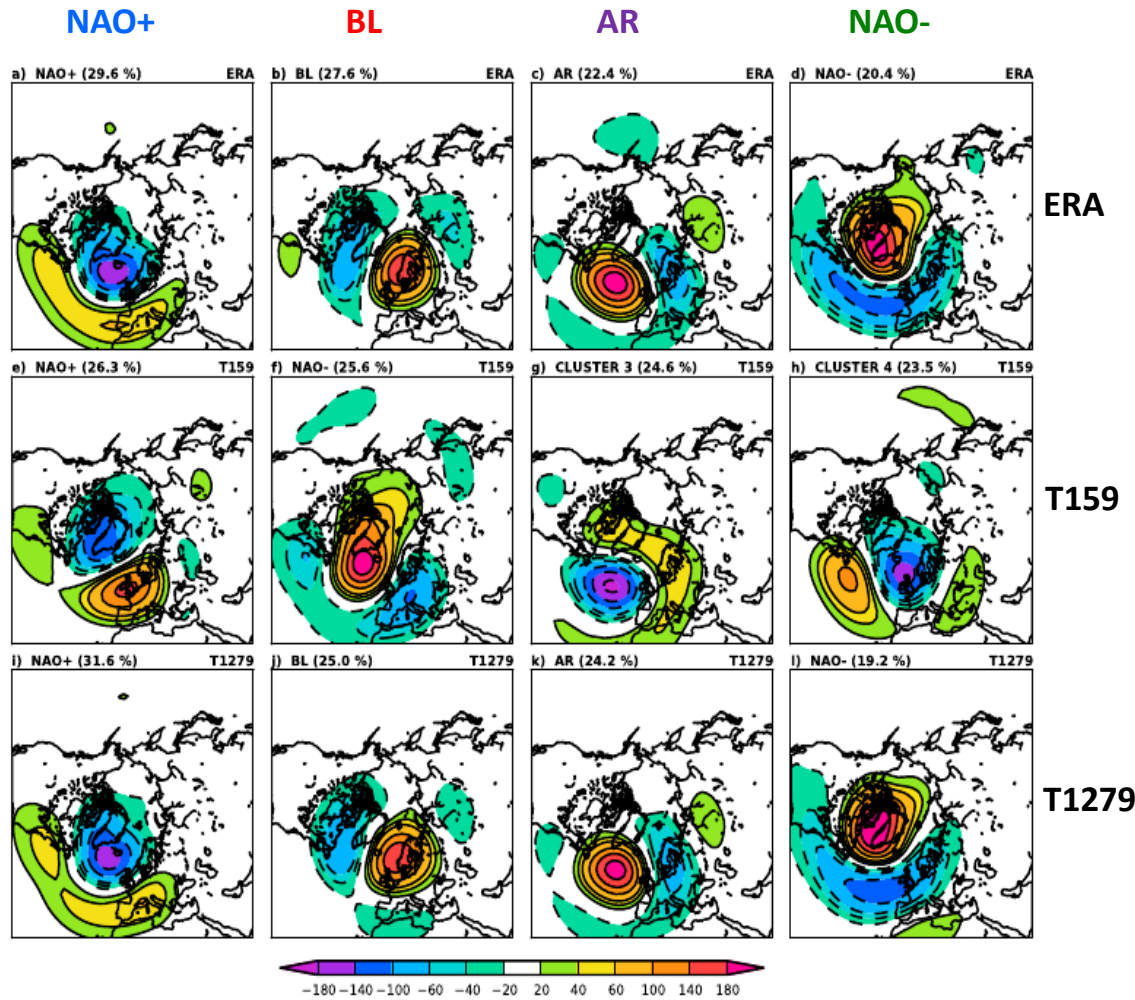 NAO+ BL AR NAO-
a) NAO+ (29.6 %) ERA b) BL (27.6 %) ERA c) AR (22.4 %) ERA d) NAO- (20.4 %) ERA
ERA
e) NAO+ (26.3 %) T159 f) NAO- (25.6 %) T159 g) CLUSTER 3 (24.6 %) T159 h) CLUSTER 4 (23.5 %) T159
T159
i) NAO+ (31.6 %) T1279 j) BL (25.0 %) T1279 k) AR (24.2 %) T1279 l) NAO- (19.2 %) T1279
T1279
−180 −140 −100 −60 −40 −20 20 40 60 100 140 180